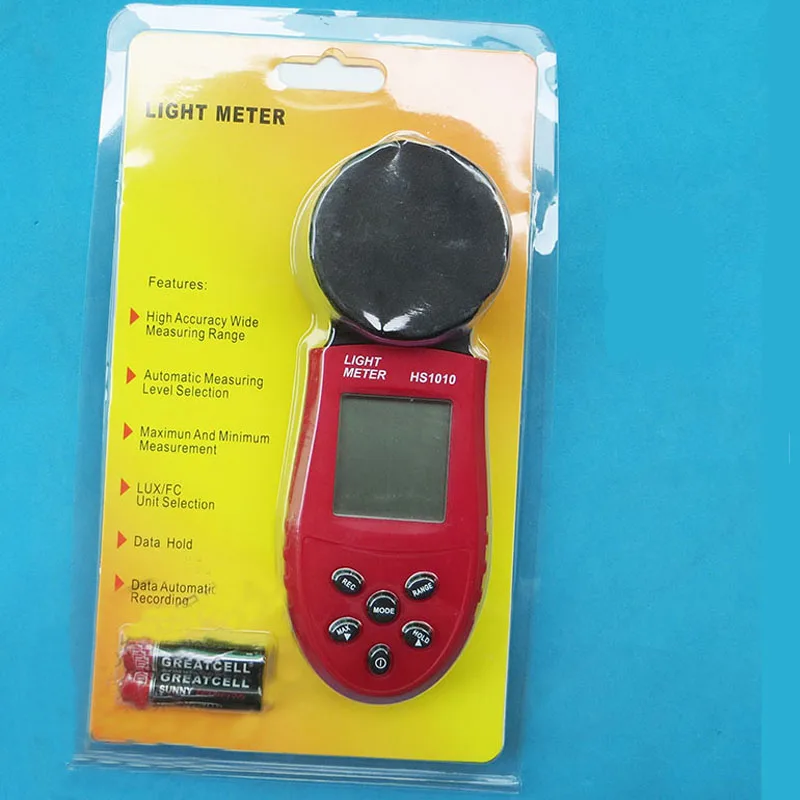 LIGHT METER
Features:
High Accuracy Wide
Measuring Range
Automatic Measuring
Level Selection
Maximun And Minimum
Measurement
LUX/FC
Unit Selection
Data Hold
Data Automatic
Recording
LIGHT
METER HS1010
REC
RANGE
MODE
MAX
HOLD
GREATCELL
GREATCELL
SUNNY